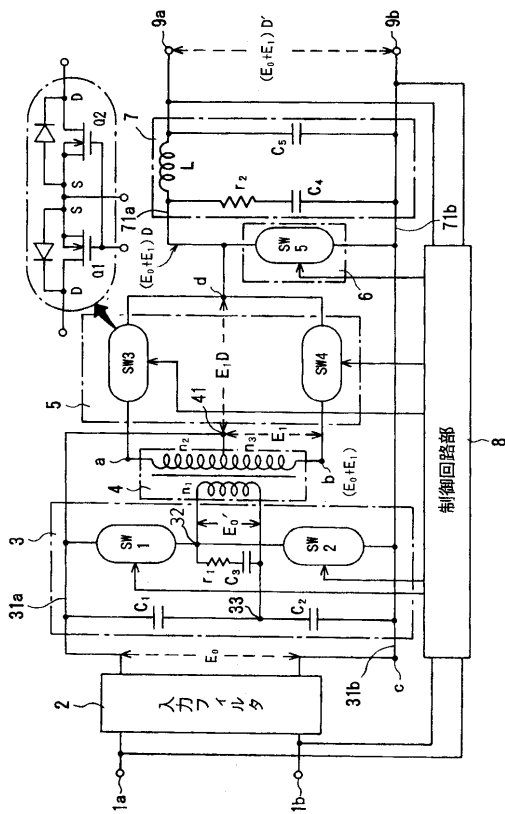 1a
1b
2
入力フィルタ
E₀
31a
3
C₁
C₂
33
31b
c
SW
1
SW
2
32
r₁
C₃
E₀'
n₁
4
a
n₂
n₃
b
41
E₁
(E₀+E₁)
5
SW3
SW4
E₁D
d
(E₀+E₁)D
SW
5
6
71a
71b
7
L
r₂
C₄
C₅
9a
9b
(E₀+E₁)D'
D
S
S
D
Q1
Q2
制御回路部
8